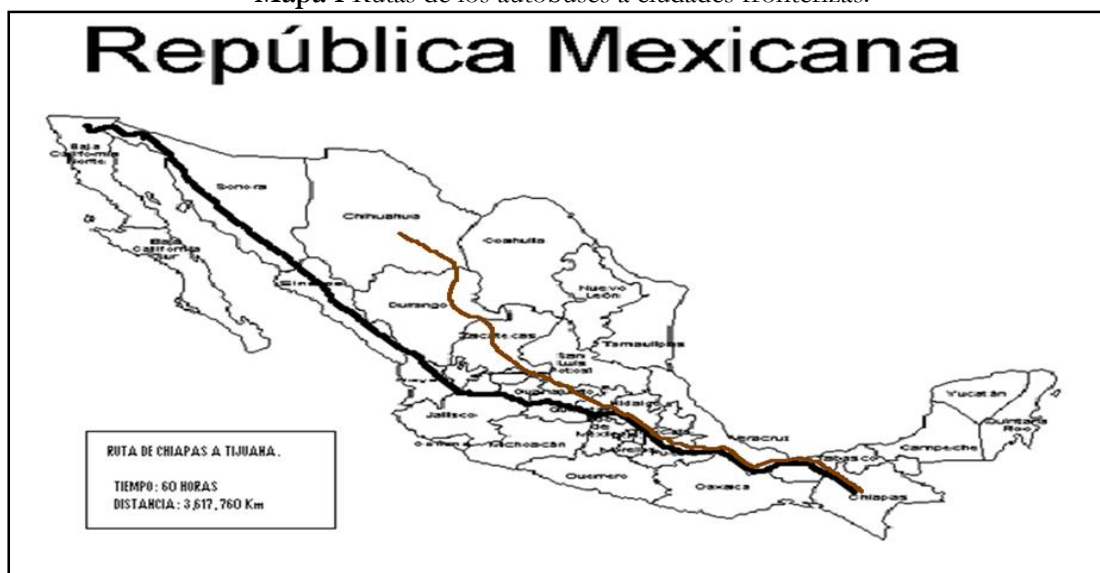 Mapa 1 Rutas de los autobuses a ciudades fronterizas.
República Mexicana
Baja
California
Norte
Sonora
Chihuahua
Coahuila
Baja
California
Sur
Sinaloa
Nuevo
León
Durango
Zacatecas
Tamaulipas
San
Luis
Potosí
Guanajuato
Hidalgo
Jalisco
Michoacán
de
Veracruz
Yucatán
Quintana
Roo
Campeche
Tabasco
Guerrero
Oaxaca
Chiapas
RUTA DE CHIAPAS A TIJUANA.
TIEMPO: 60 HORAS
DISTANCIA: 3,617,760 Km